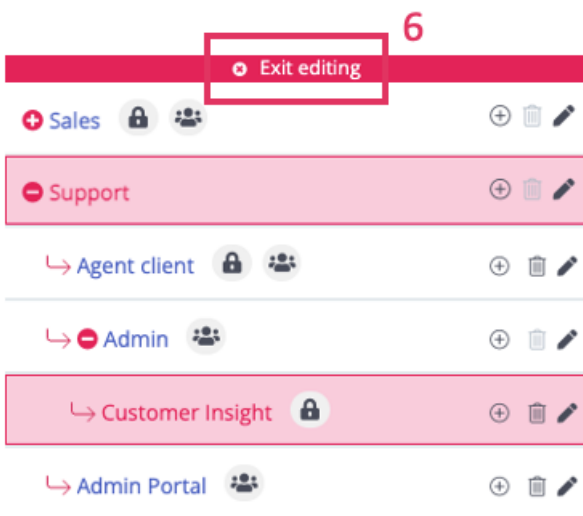 6
Exit editing
Sales
Support
Agent client
Admin
Customer Insight
Admin Portal